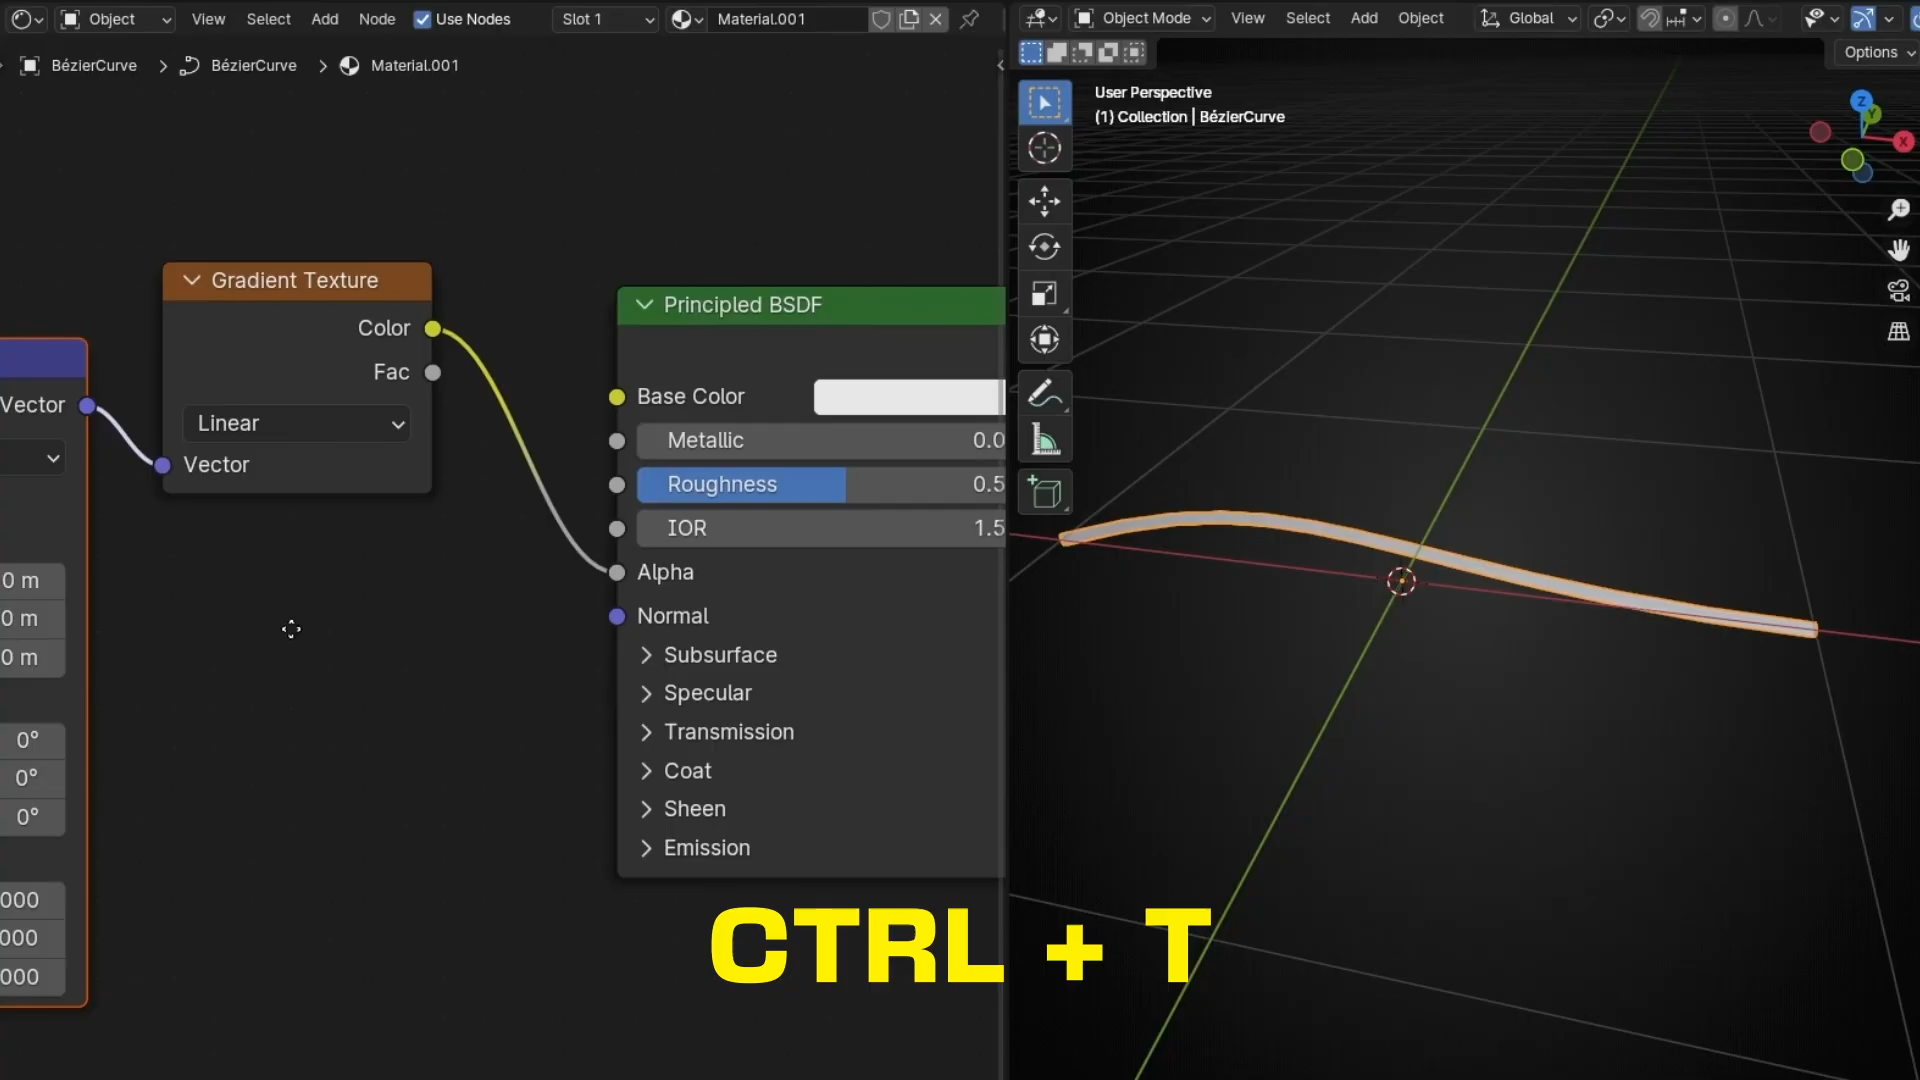 Object View Select Add Node Use Nodes Slot 1 Material.001
BézierCurve > BézierCurve > Material.001
Gradient Texture
Color
Fac
Linear
Vector
Vector
0 m
0 m
0 m
0°
0°
0°
000
000
000
Principled BSDF
Base Color
Metallic 0.0
Roughness 0.5
IOR 1.5
Alpha
Normal
Subsurface
Specular
Transmission
Coat
Sheen
Emission
Object Mode View Select Add Object Global
Options
User Perspective
(1) Collection | BézierCurve
Z
Y
X
CTRL + T